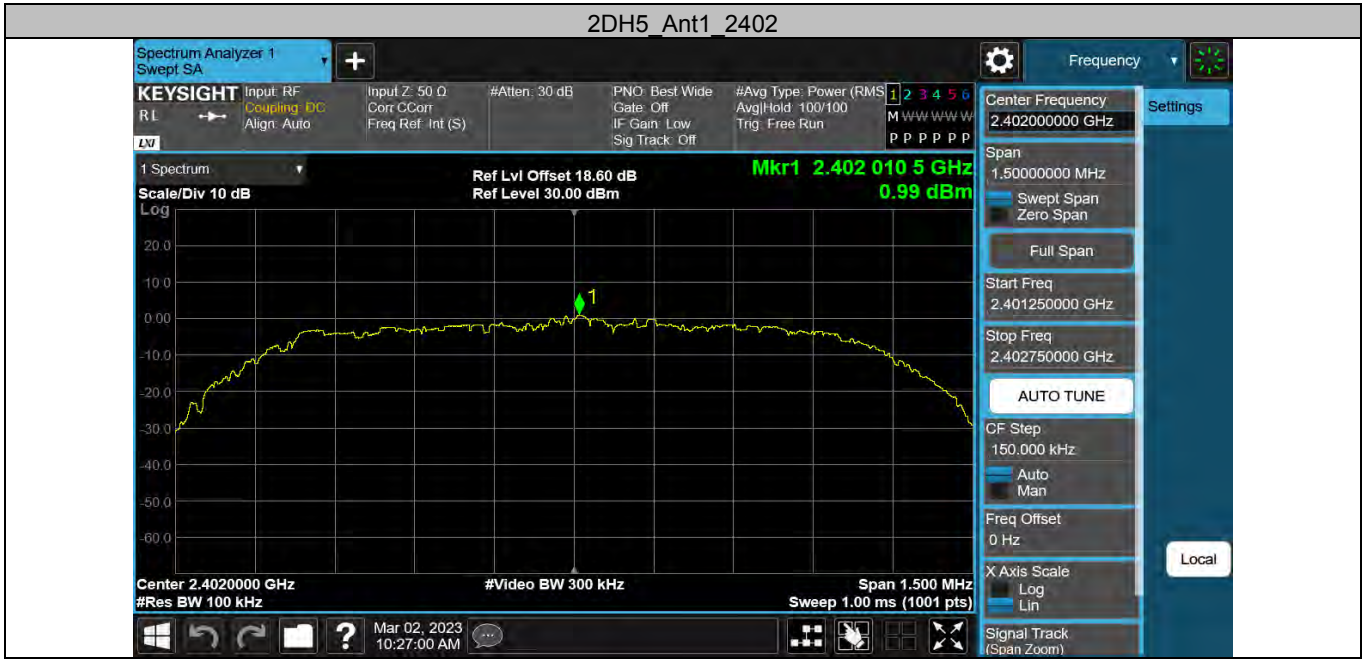 2DH5_Ant1_2402
Spectrum Analyzer 1
Swept SA
Frequency
KEYSIGHT
RL
LXI
Input: RF
Coupling: DC
Align: Auto
Input Z: 50 Ω
Corr CCorr
Freq Ref: Int (S)
#Atten: 30 dB
PNO: Best Wide
Gate: Off
IF Gain: Low
Sig Track: Off
#Avg Type: Power (RMS
Avg|Hold: 100/100
Trig: Free Run
1 2 3 4 5 6
M W W W W W
P P P P P P
1 Spectrum
Scale/Div 10 dB
Ref Lvl Offset 18.60 dB
Ref Level 30.00 dBm
Mkr1 2.402 010 5 GHz
0.99 dBm
Log
20.0
10.0
0.00
-10.0
-20.0
-30.0
-40.0
-50.0
-60.0
1
Center 2.4020000 GHz
#Res BW 100 kHz
#Video BW 300 kHz
Span 1.500 MHz
Sweep 1.00 ms (1001 pts)
Mar 02, 2023
10:27:00 AM
Center Frequency
2.402000000 GHz
Settings
Span
1.50000000 MHz
Swept Span
Zero Span
Full Span
Start Freq
2.401250000 GHz
Stop Freq
2.402750000 GHz
AUTO TUNE
CF Step
150.000 kHz
Auto
Man
Freq Offset
0 Hz
X Axis Scale
Log
Lin
Signal Track
(Span Zoom)
Local